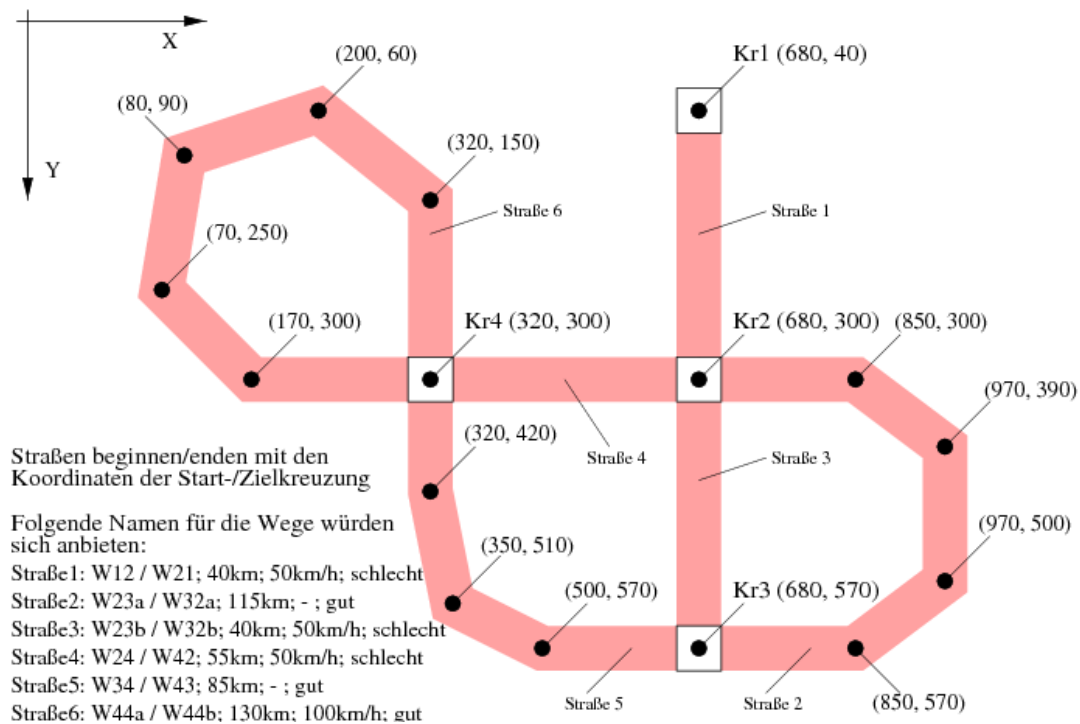 X
Y
(200, 60)
Kr1 (680, 40)
(80, 90)
(320, 150)
Straße 6
Straße 1
(70, 250)
(170, 300)
Kr4 (320, 300)
Kr2 (680, 300)
(850, 300)
(970, 390)
(320, 420)
Straße 4
Straße 3
Straßen beginnen/enden mit den
Koordinaten der Start-/Zielkreuzung
Folgende Namen für die Wege würden
sich anbieten:
Straße1: W12 / W21; 40km; 50km/h; schlecht
Straße2: W23a / W32a; 115km; - ; gut
Straße3: W23b / W32b; 40km; 50km/h; schlecht
Straße4: W24 / W42; 55km; 50km/h; schlecht
Straße5: W34 / W43; 85km; - ; gut
Straße6: W44a / W44b; 130km; 100km/h; gut
(350, 510)
(970, 500)
(500, 570)
Kr3 (680, 570)
Straße 5
Straße 2
(850, 570)